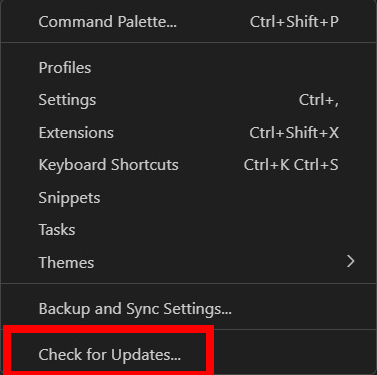 Command Palette... Ctrl+Shift+P
Profiles
Settings Ctrl+,
Extensions Ctrl+Shift+X
Keyboard Shortcuts Ctrl+K Ctrl+S
Snippets
Tasks
Themes
Backup and Sync Settings...
Check for Updates...